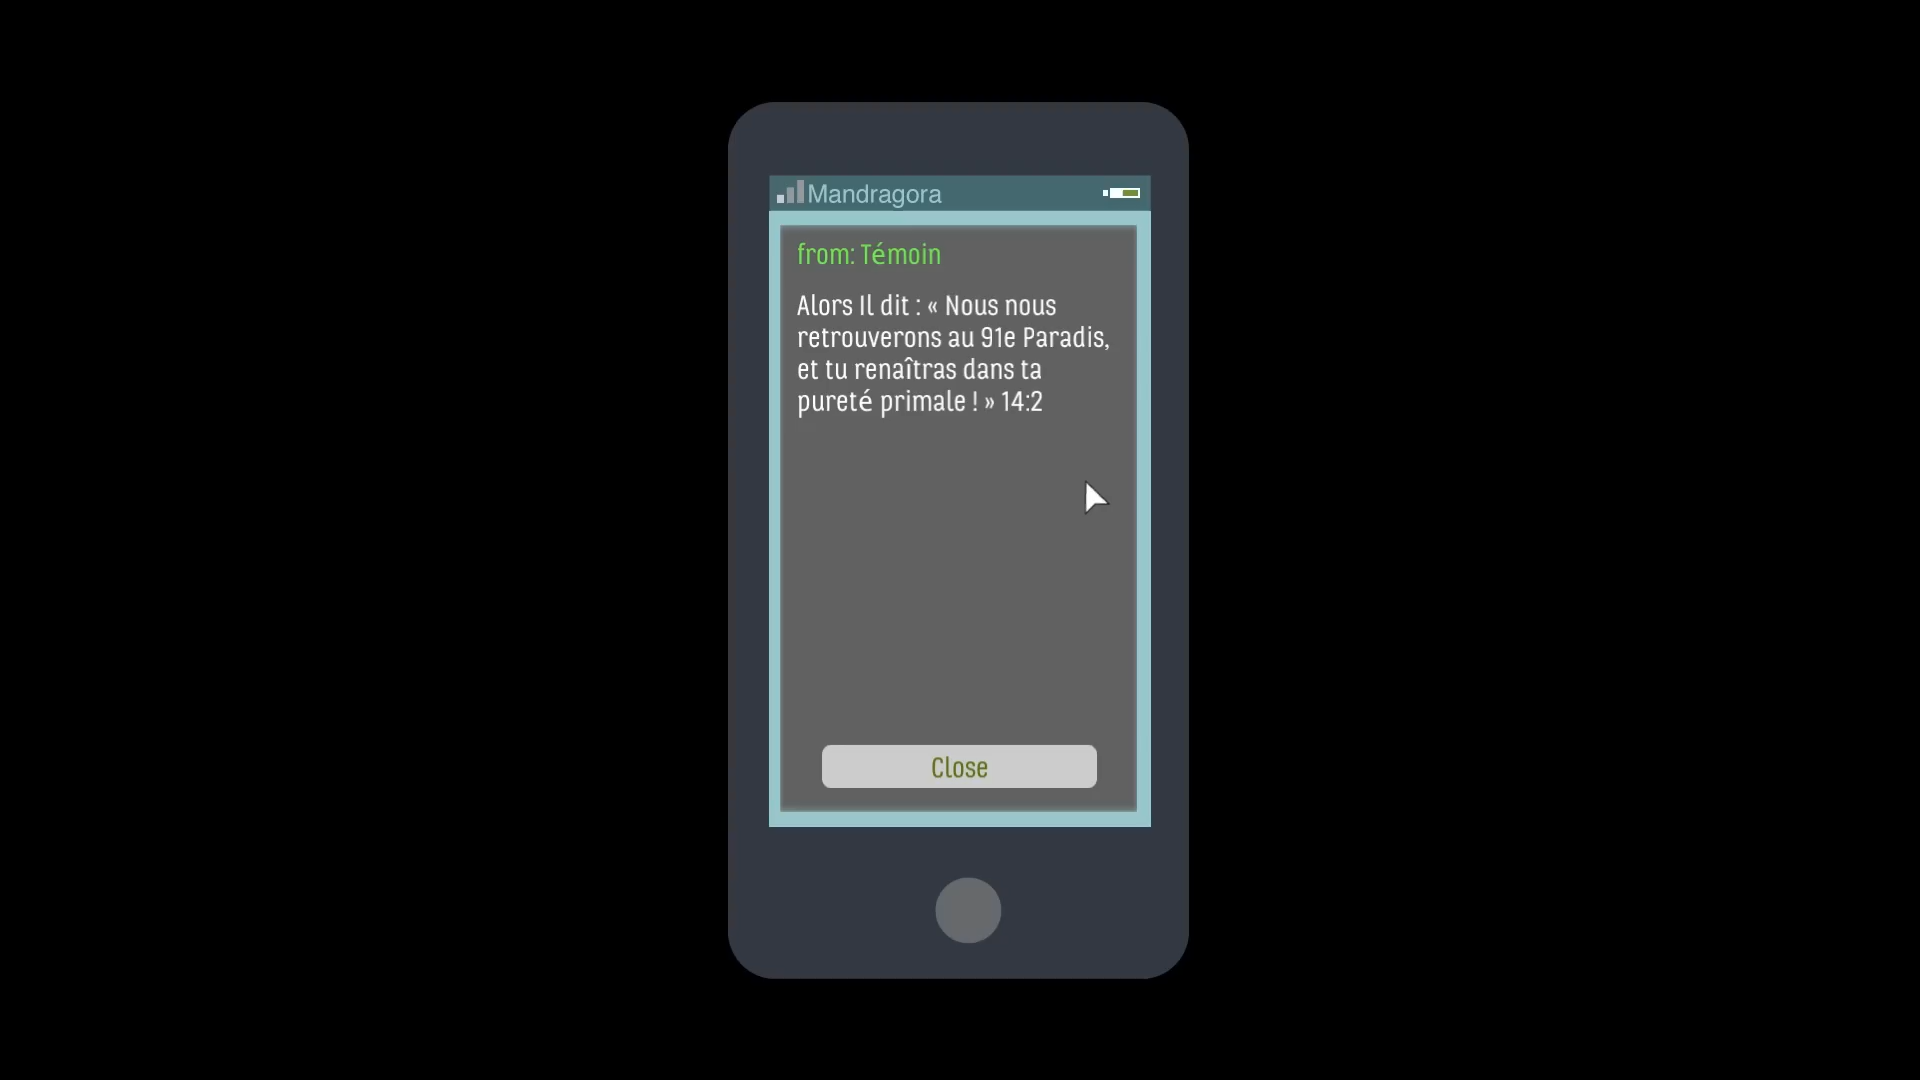 Mandragora
from: Témoin
Alors Il dit : « Nous nous
retrouverons au 91e Paradis,
et tu renaîtras dans ta
pureté primale ! » 14:2
Close